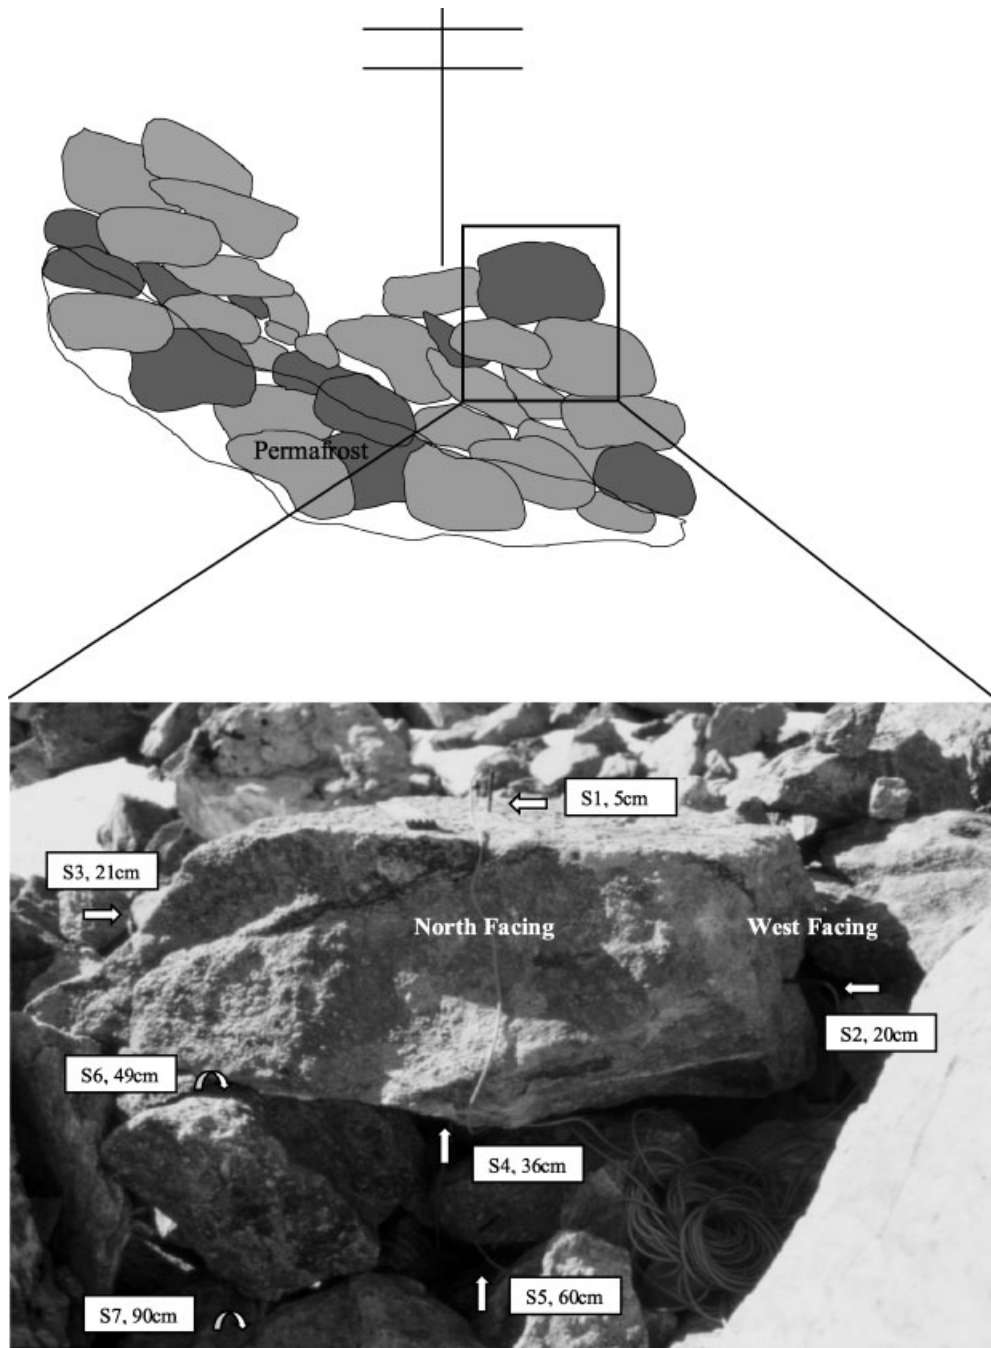 Permafrost
S1, 5cm
S3, 21cm
North Facing
West Facing
S2, 20cm
S6, 49cm
S4, 36cm
S5, 60cm
S7, 90cm